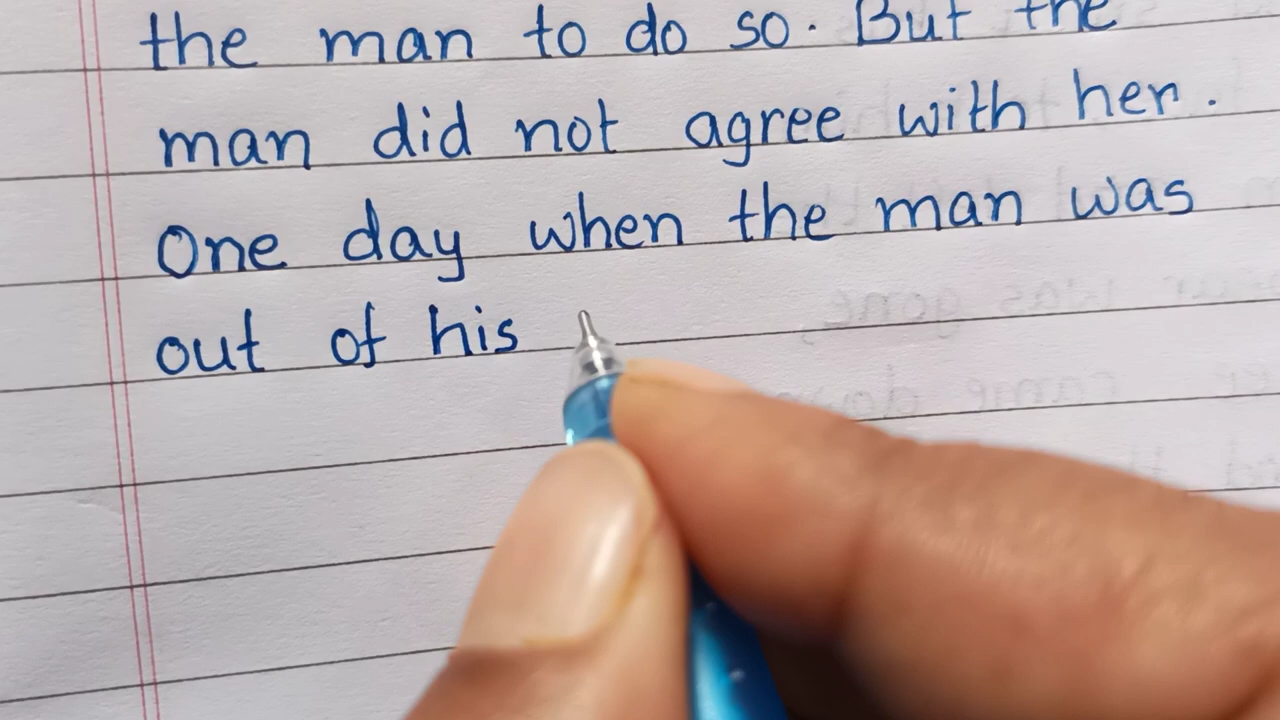 the man to do so. But the
man did not agree with her.
One day when the man was
out of his